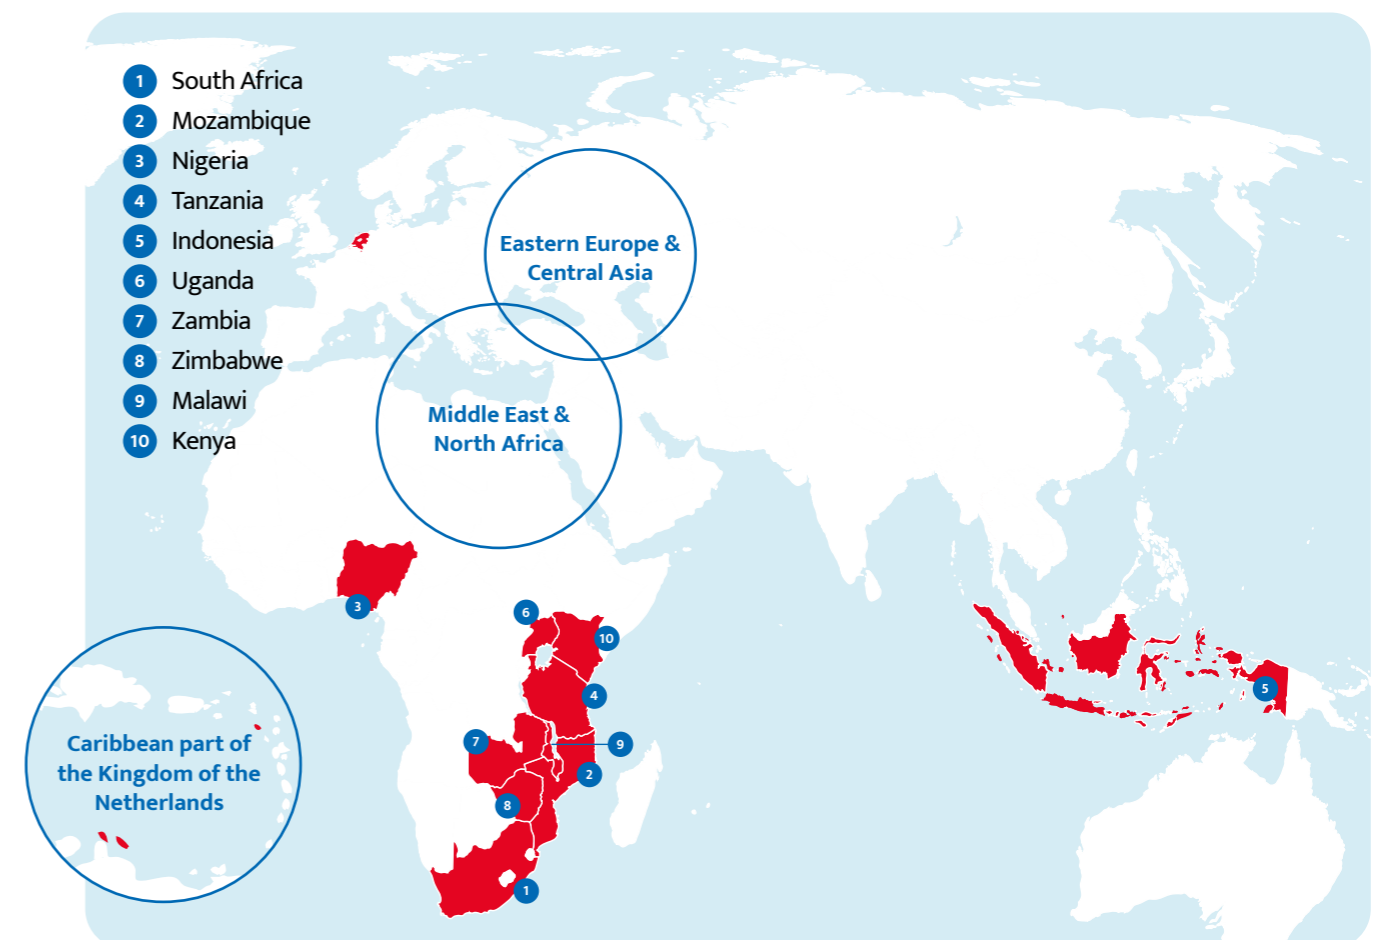 1 South Africa
2 Mozambique
3 Nigeria
4 Tanzania
5 Indonesia
6 Uganda
7 Zambia
8 Zimbabwe
9 Malawi
10 Kenya
Eastern Europe &
Central Asia
Middle East &
North Africa
3
6
10
4
5
7
9
2
8
1
Caribbean part of
the Kingdom of the
Netherlands